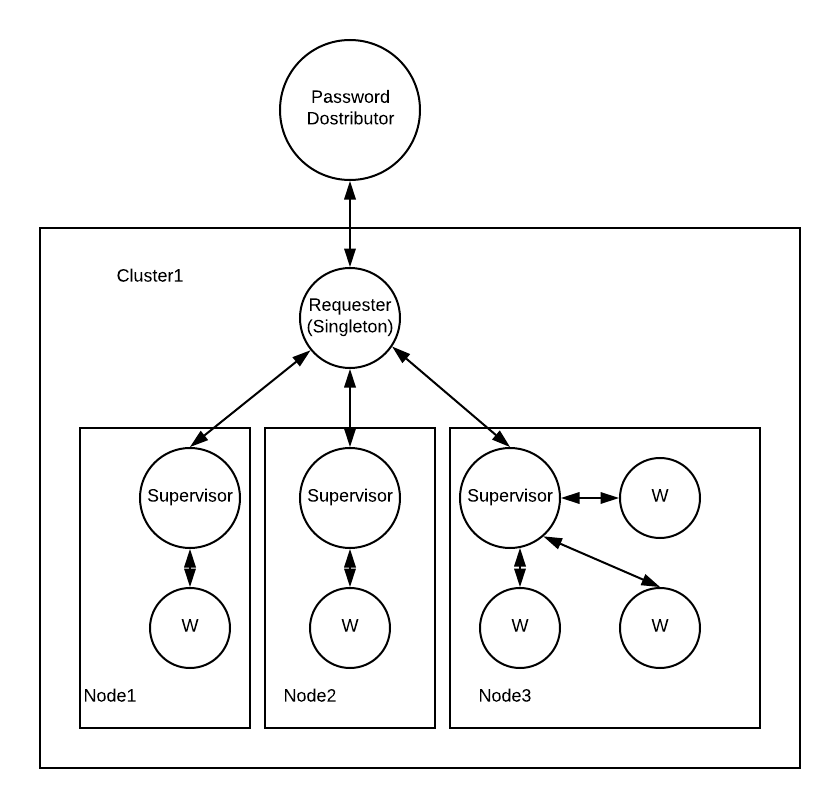 Password
Dostributor
Cluster1
Requester
(Singleton)
Supervisor
Supervisor
Supervisor
W
W
W
W
W
Node1
Node2
Node3